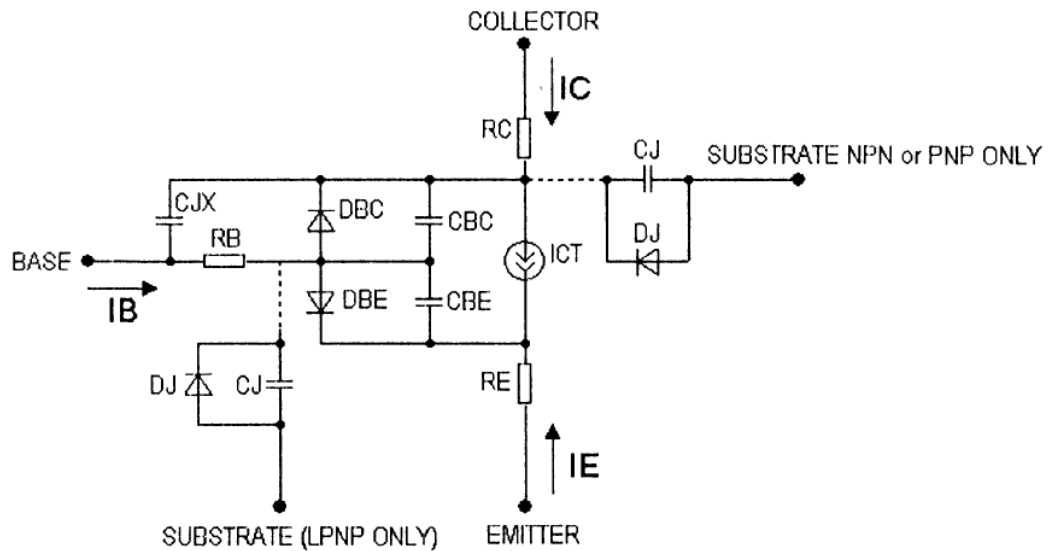 COLLECTOR
IC
RC
CJ
SUBSTRATE NPN or PNP ONLY
CJX
DBC
CBC
DJ
RB
ICT
BASE
IB
DBE
CBE
DJ
CJ
RE
IE
SUBSTRATE (LPNP ONLY)
EMITTER